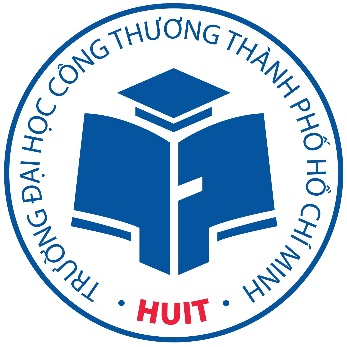 TRƯỜNG ĐẠI HỌC CÔNG THƯƠNG THÀNH PHỐ HỒ CHÍ MINH
• HUIT •